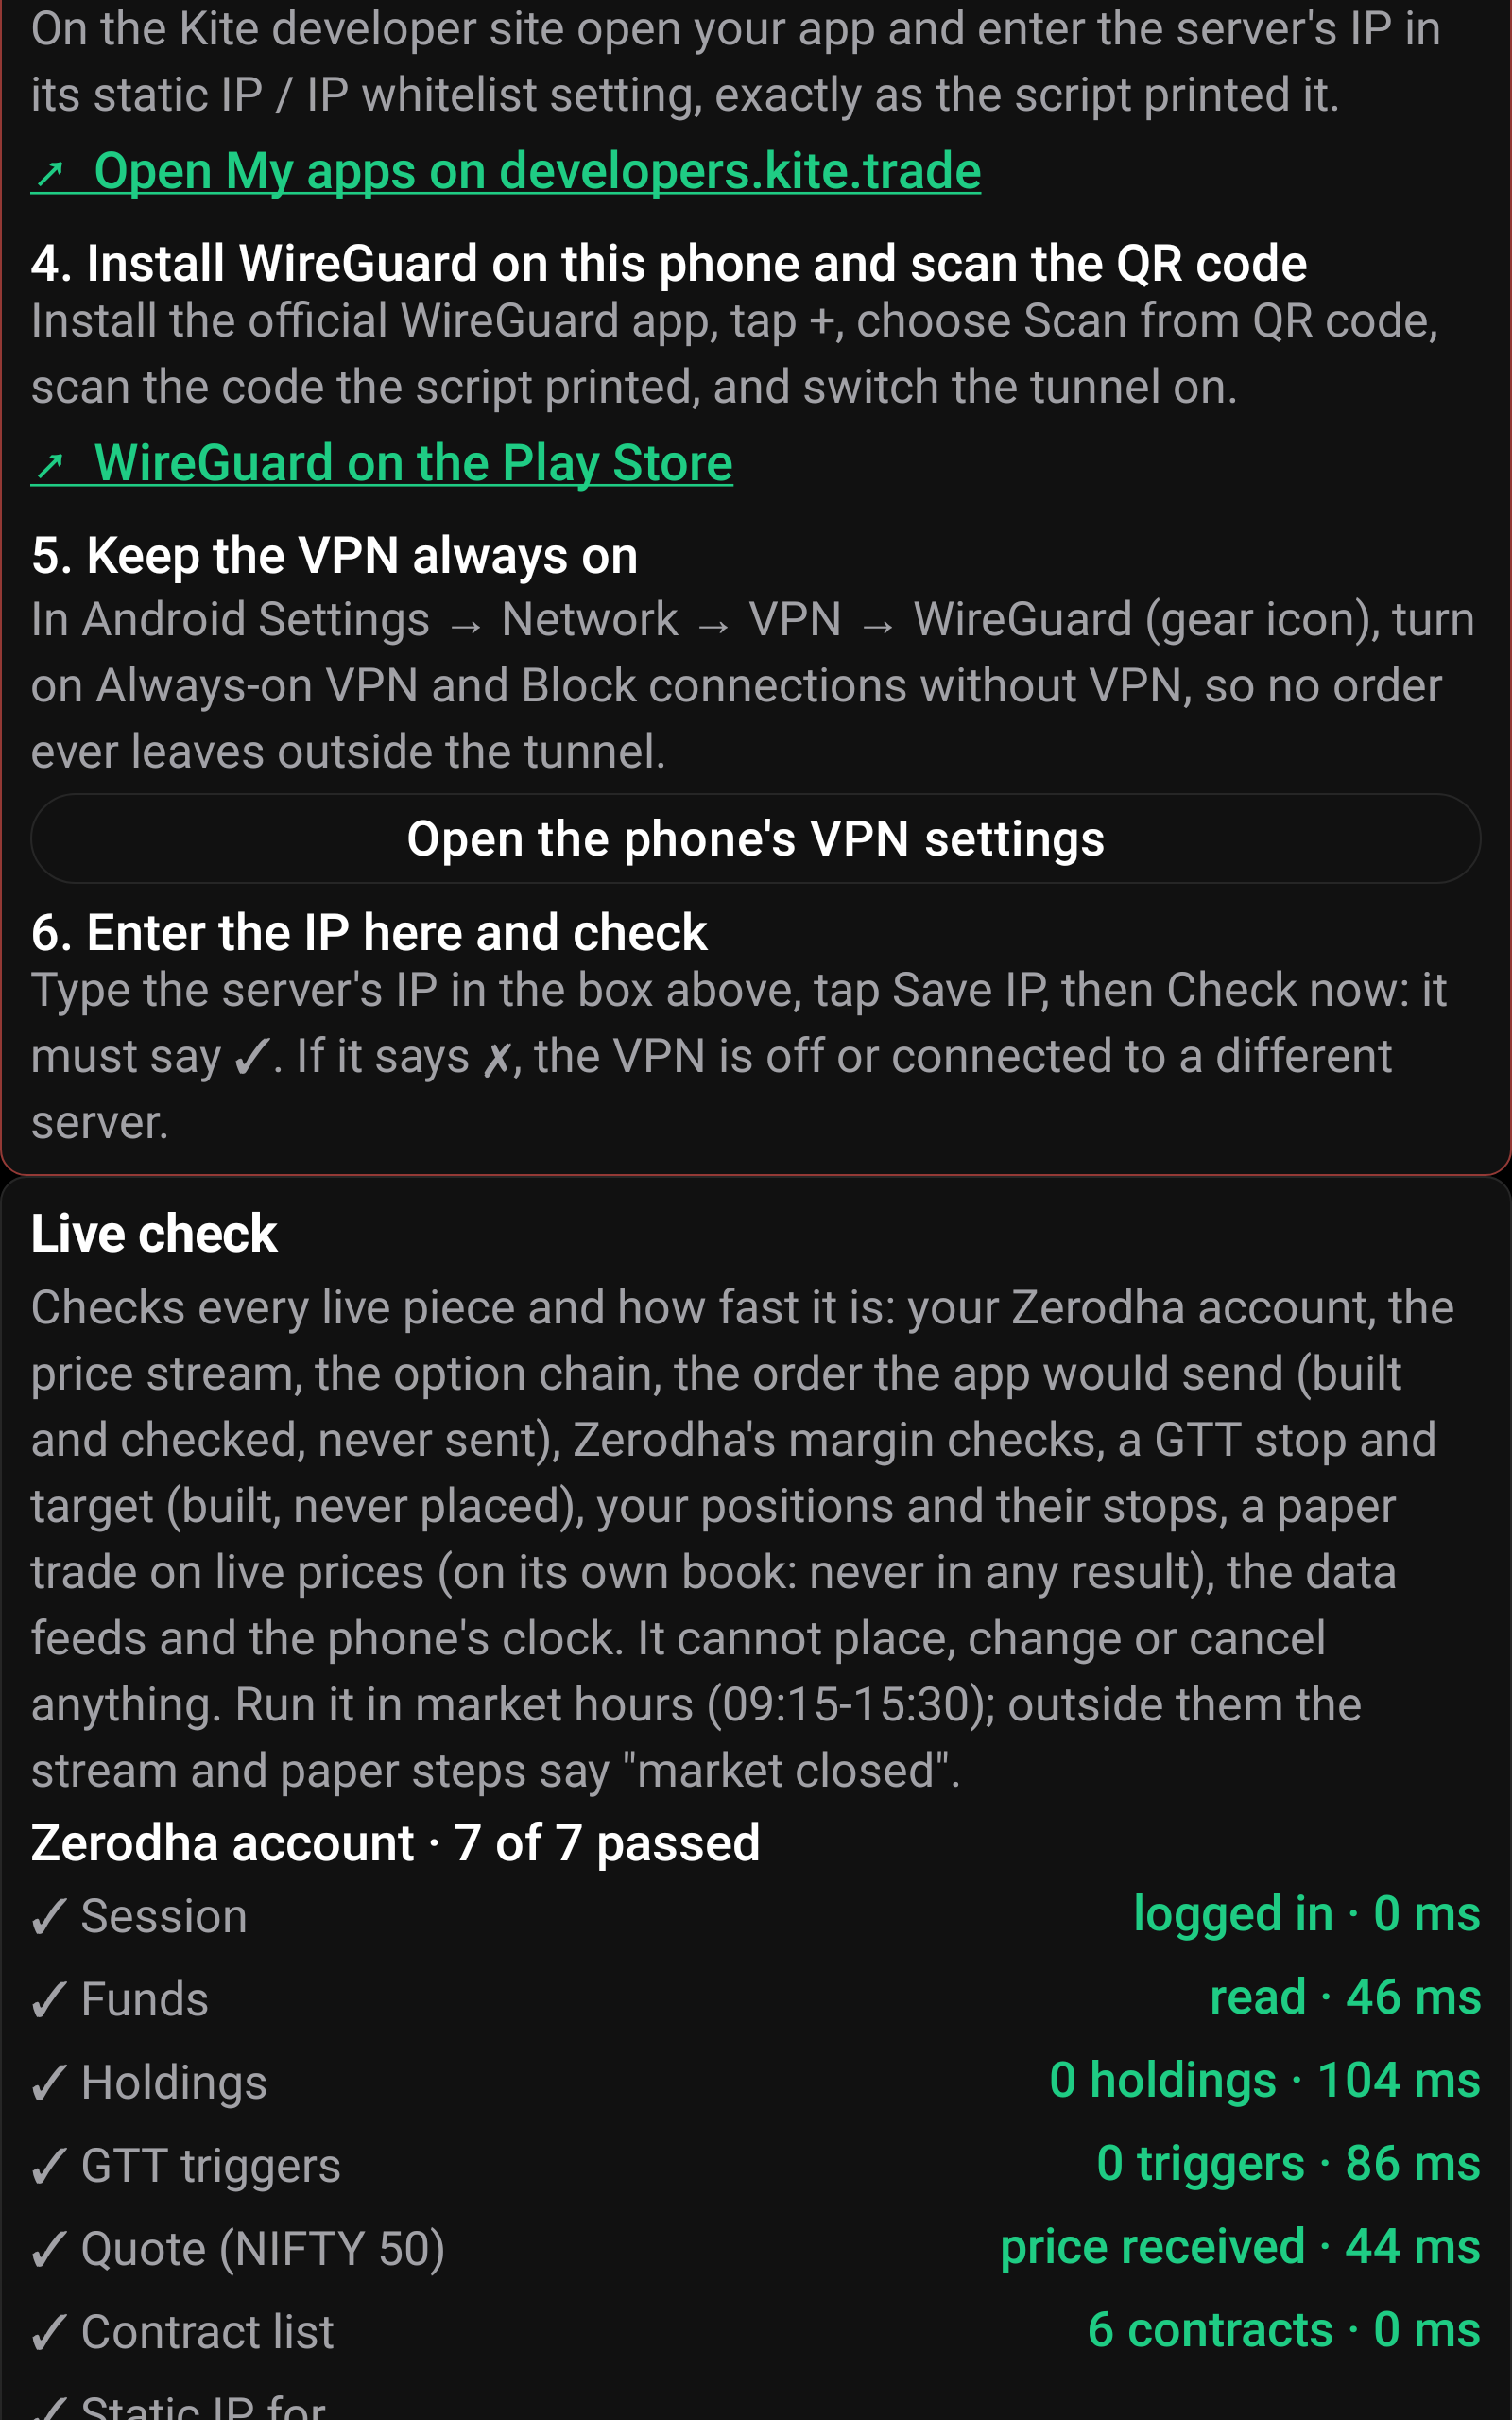 On the Kite developer site open your app and enter the server's IP in
its static IP / IP whitelist setting, exactly as the script printed it.
↗ Open My apps on developers.kite.trade
4. Install WireGuard on this phone and scan the QR code
Install the official WireGuard app, tap +, choose Scan from QR code,
scan the code the script printed, and switch the tunnel on.
↗ WireGuard on the Play Store
5. Keep the VPN always on
In Android Settings → Network → VPN → WireGuard (gear icon), turn
on Always-on VPN and Block connections without VPN, so no order
ever leaves outside the tunnel.
Open the phone's VPN settings
6. Enter the IP here and check
Type the server's IP in the box above, tap Save IP, then Check now: it
must say ✓. If it says ✗, the VPN is off or connected to a different
server.
Live check
Checks every live piece and how fast it is: your Zerodha account, the
price stream, the option chain, the order the app would send (built
and checked, never sent), Zerodha's margin checks, a GTT stop and
target (built, never placed), your positions and their stops, a paper
trade on live prices (on its own book: never in any result), the data
feeds and the phone's clock. It cannot place, change or cancel
anything. Run it in market hours (09:15-15:30); outside them the
stream and paper steps say "market closed".
Zerodha account · 7 of 7 passed
✓ Session logged in · 0 ms
✓ Funds read · 46 ms
✓ Holdings 0 holdings · 104 ms
✓ GTT triggers 0 triggers · 86 ms
✓ Quote (NIFTY 50) price received · 44 ms
✓ Contract list 6 contracts · 0 ms
✓ Static IP for